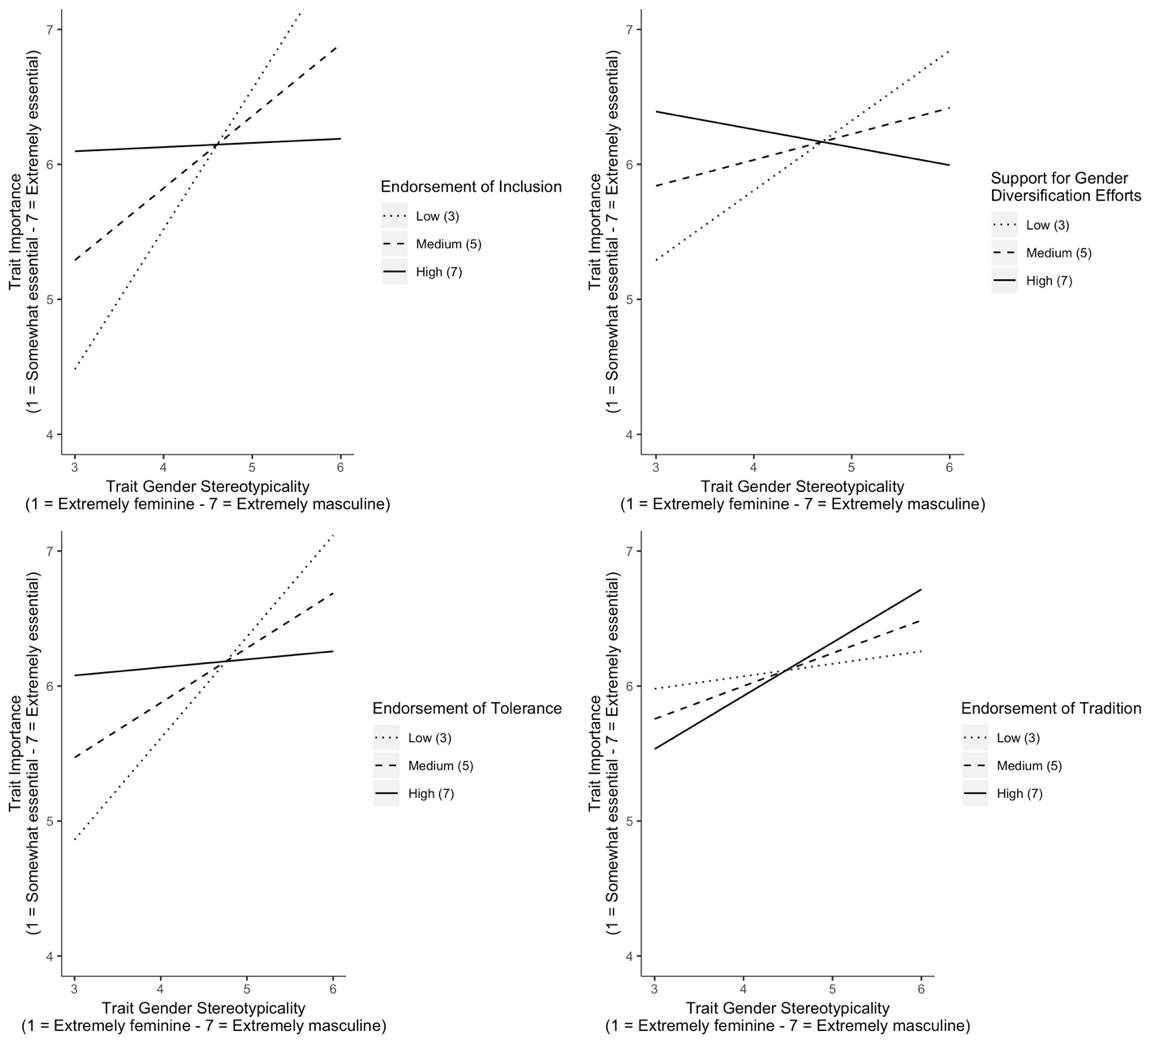 7
6
5
4
Trait Importance
(1 = Somewhat essential - 7 = Extremely essential)
3 4 5 6
Trait Gender Stereotypicality
(1 = Extremely feminine - 7 = Extremely masculine)
Endorsement of Inclusion
Low (3)
Medium (5)
High (7)
7
6
5
4
Trait Importance
(1 = Somewhat essential - 7 = Extremely essential)
3 4 5 6
Trait Gender Stereotypicality
(1 = Extremely feminine - 7 = Extremely masculine)
Support for Gender
Diversification Efforts
Low (3)
Medium (5)
High (7)
7
6
5
4
Trait Importance
(1 = Somewhat essential - 7 = Extremely essential)
3 4 5 6
Trait Gender Stereotypicality
(1 = Extremely feminine - 7 = Extremely masculine)
Endorsement of Tolerance
Low (3)
Medium (5)
High (7)
7
6
5
4
Trait Importance
(1 = Somewhat essential - 7 = Extremely essential)
3 4 5 6
Trait Gender Stereotypicality
(1 = Extremely feminine - 7 = Extremely masculine)
Endorsement of Tradition
Low (3)
Medium (5)
High (7)